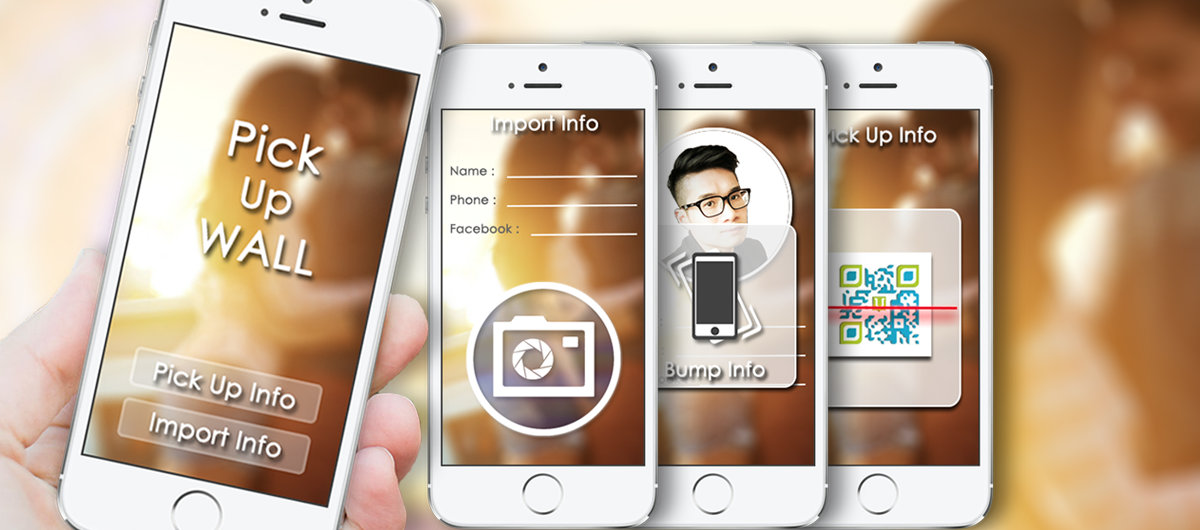 Pick
up
WALL
Pick Up Info
Import Info
Import Info
Name :
Phone :
Facebook :
Bump Info
ick Up Info